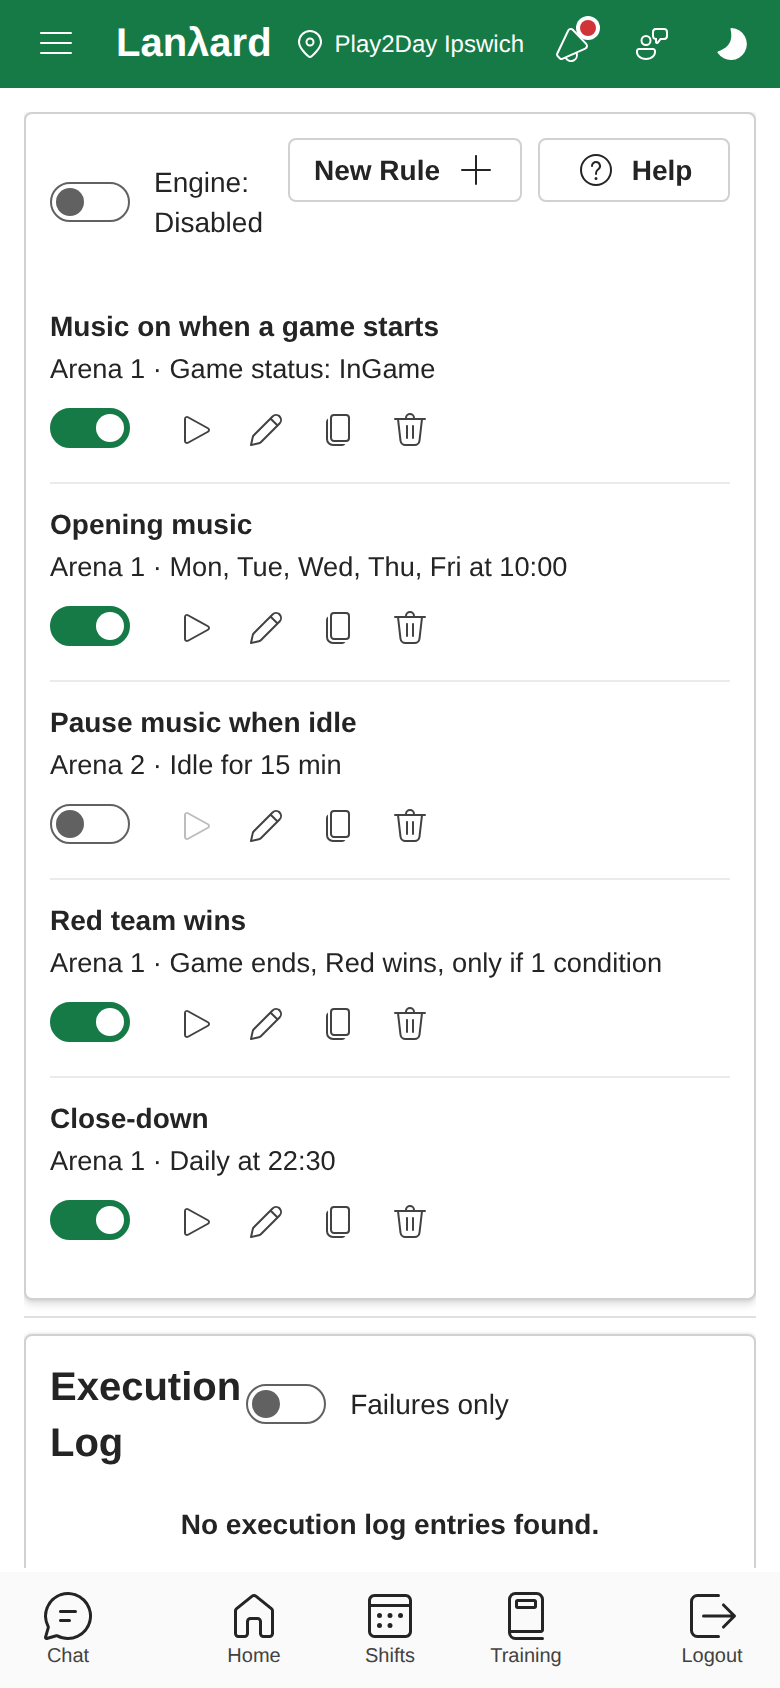 Lanλard
Play2Day Ipswich
Engine:
Disabled
New Rule
Help
Music on when a game starts
Arena 1 · Game status: InGame
Opening music
Arena 1 · Mon, Tue, Wed, Thu, Fri at 10:00
Pause music when idle
Arena 2 · Idle for 15 min
Red team wins
Arena 1 · Game ends, Red wins, only if 1 condition
Close-down
Arena 1 · Daily at 22:30
Execution
Log
Failures only
No execution log entries found.
Chat
Home
Shifts
Training
Logout